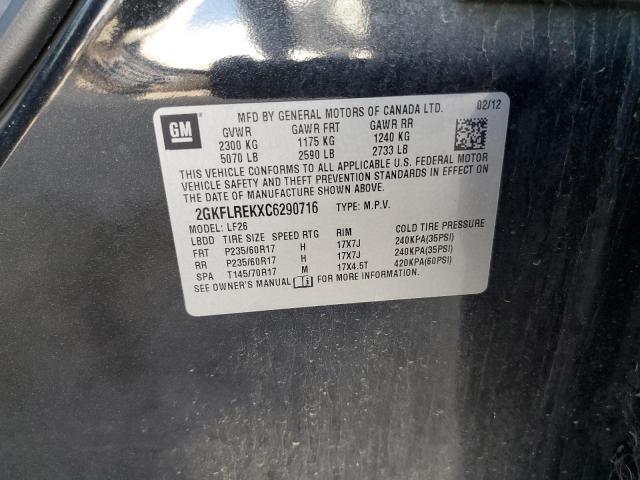 GM
MFD BY GENERAL MOTORS OF CANADA LTD. 02/12
GVWR GAWR FRT GAWR RR
2300 KG 1175 KG 1240 KG
5070 LB 2590 LB 2733 LB
THIS VEHICLE CONFORMS TO ALL APPLICABLE U.S. FEDERAL MOTOR
VEHICLE SAFETY AND THEFT PREVENTION STANDARDS IN EFFECT ON
THE DATE OF MANUFACTURE SHOWN ABOVE.
2GKFLREKXC6290716 TYPE: M.P.V.
MODEL: LF26
LBDD TIRE SIZE SPEED RTG RIM COLD TIRE PRESSURE
FRT P235/60R17 H 17X7J 240KPA(35PSI)
RR P235/60R17 H 17X7J 240KPA(35PSI)
SPA T145/70R17 M 17X4.5T 420KPA(60PSI)
SEE OWNER'S MANUAL FOR MORE INFORMATION.